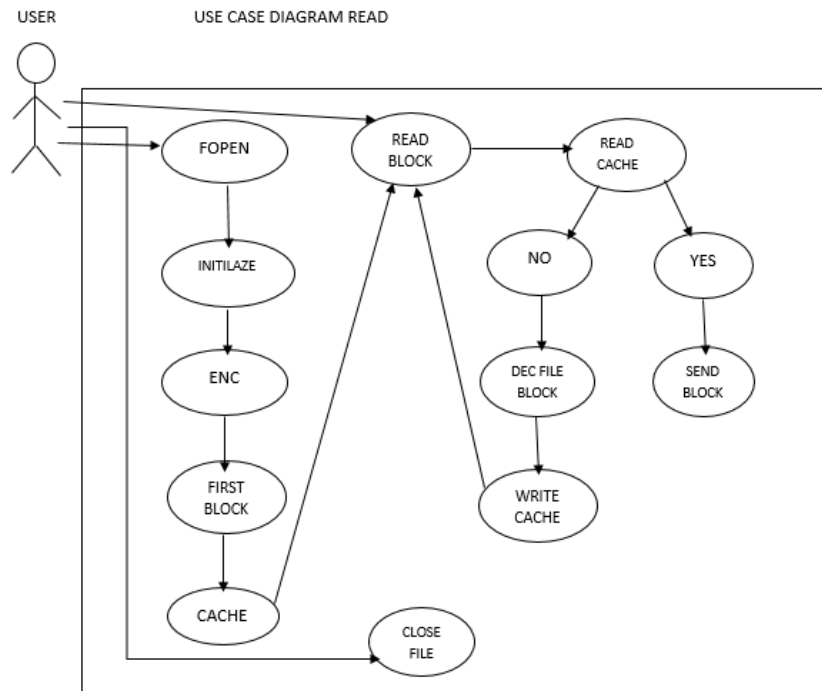 USER
USE CASE DIAGRAM READ
FOPEN
READ
BLOCK
READ
CACHE
INITILAZE
NO
YES
ENC
DEC FILE
BLOCK
SEND
BLOCK
FIRST
BLOCK
WRITE
CACHE
CACHE
CLOSE
FILE